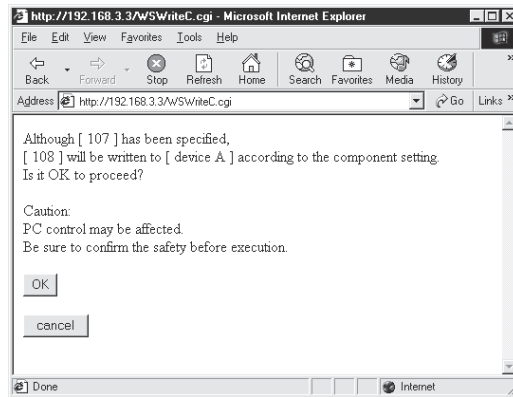 http://192.168.3.3/WSWriteC.cgi - Microsoft Internet Explorer
File Edit View Favorites Tools Help
Back Forward Stop Refresh Home Search Favorites Media History »
Address http://192.168.3.3/WSWriteC.cgi Go Links »
Although [ 107 ] has been specified,
[ 108 ] will be written to [ device A ] according to the component setting.
Is it OK to proceed?
Caution:
PC control may be affected.
Be sure to confirm the safety before execution.
OK
cancel
Done Internet